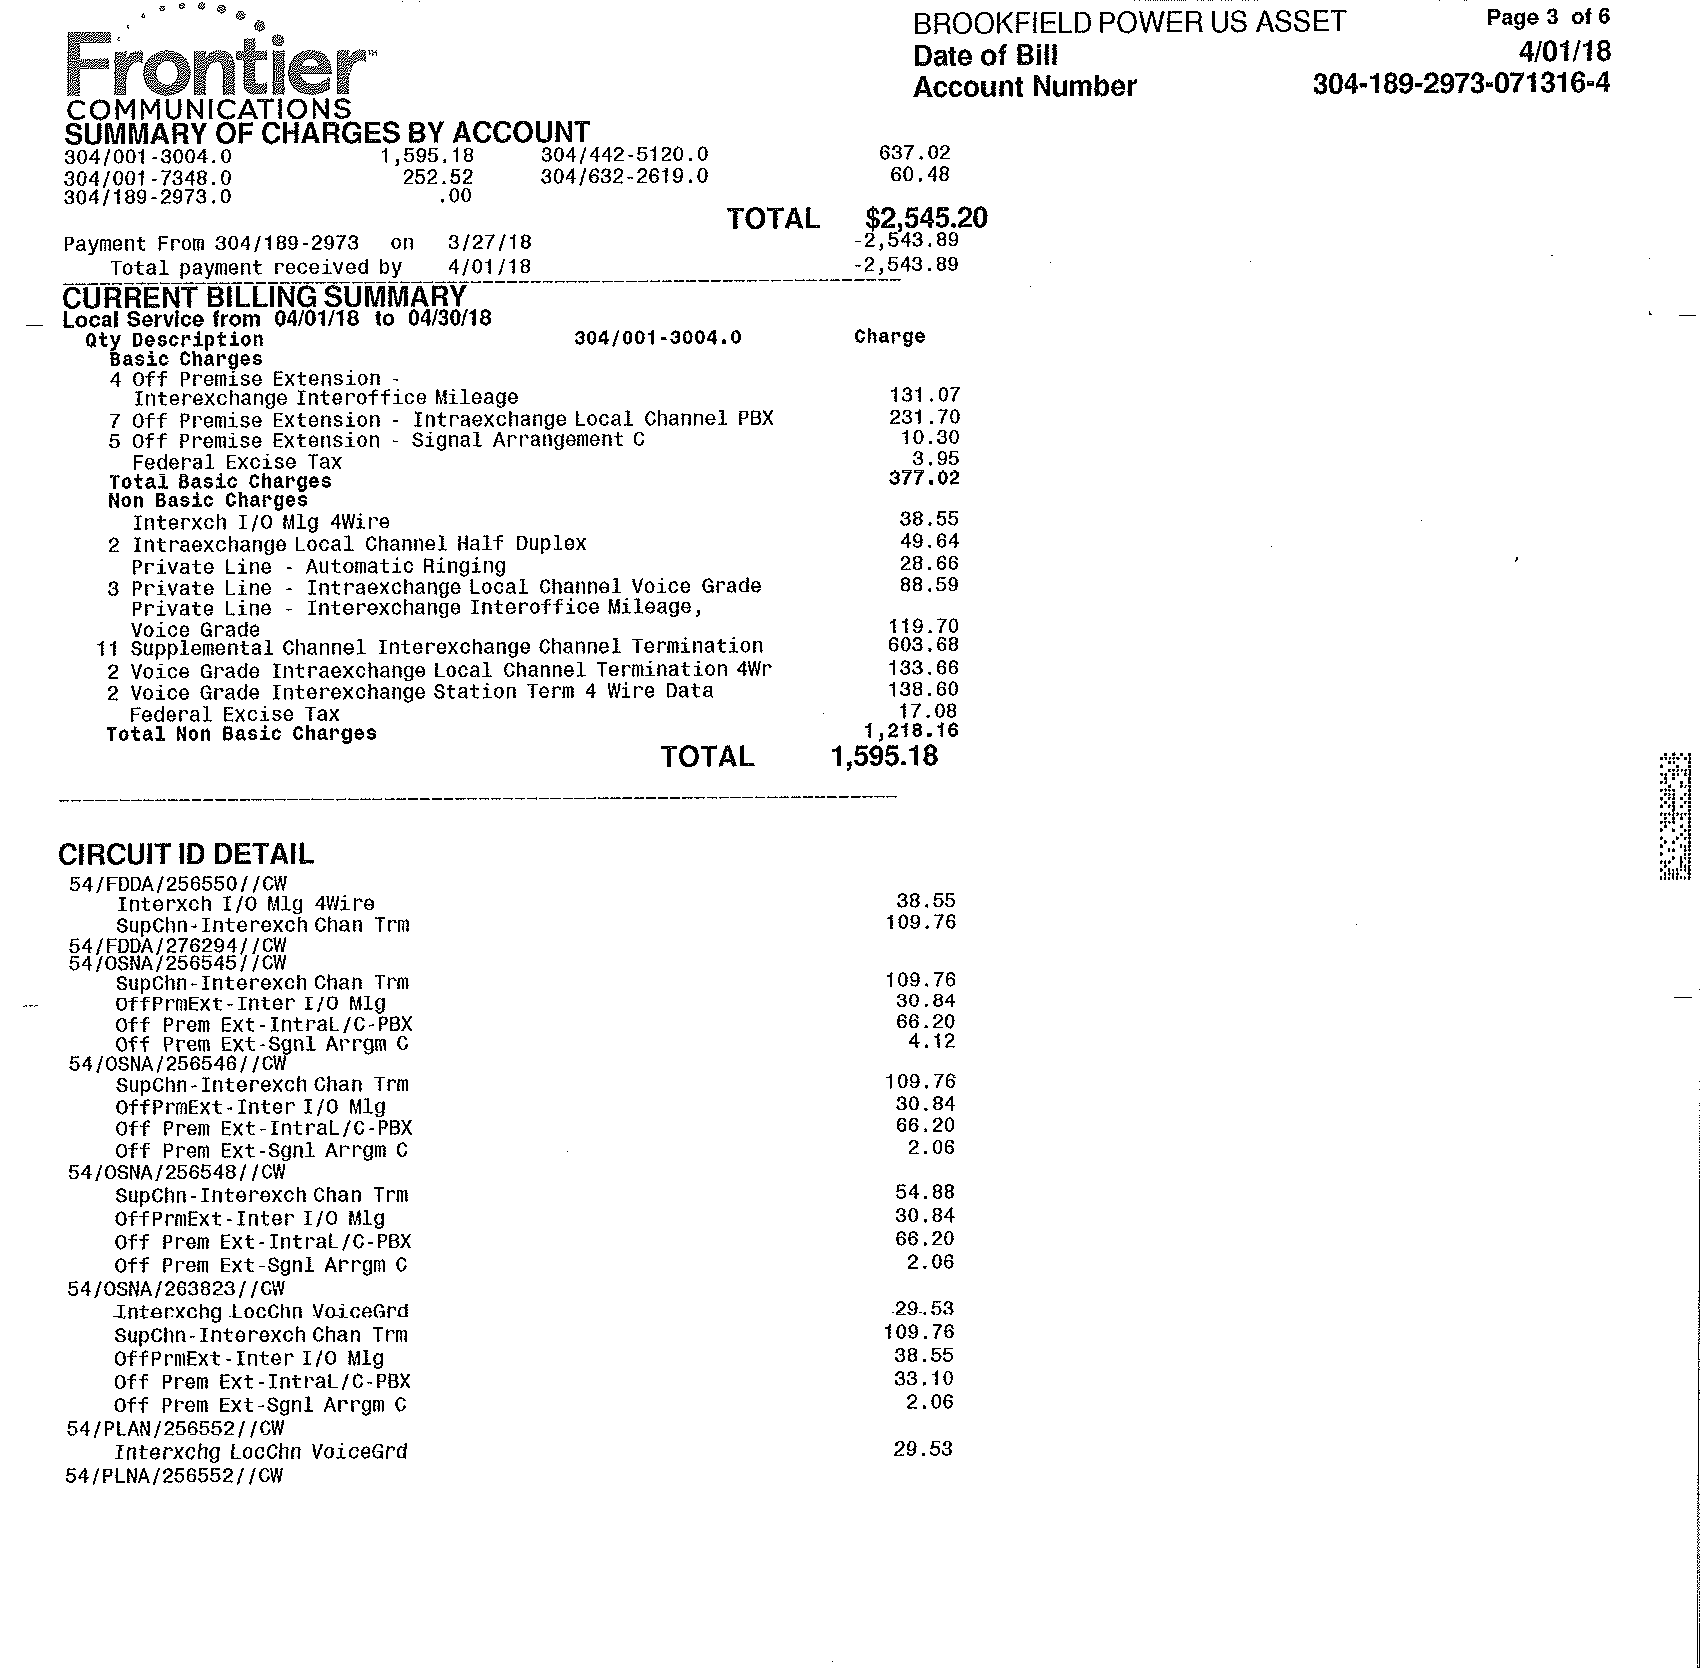 Frontier™
COMMUNICATIONS
BROOKFIELD POWER US ASSET Page 3 of 6
Date of Bill 4/01/18
Account Number 304-189-2973-071316-4
SUMMARY OF CHARGES BY ACCOUNT
304/001-3004.0 1,595.18 304/442-5120.0 637.02
304/001-7348.0 252.52 304/632-2619.0 60.48
304/189-2973.0 .00
TOTAL $2,545.20
Payment From 304/189-2973 on 3/27/18 -2,543.89
Total payment received by 4/01/18 -2,543.89
CURRENT BILLING SUMMARY
Local Service from 04/01/18 to 04/30/18
Qty Description 304/001-3004.0 Charge
Basic Charges
4 Off Premise Extension -
Interexchange Interoffice Mileage 131.07
7 Off Premise Extension - Intraexchange Local Channel PBX 231.70
5 Off Premise Extension - Signal Arrangement C 10.30
Federal Excise Tax 3.95
Total Basic Charges 377.02
Non Basic Charges
Interxch I/O Mlg 4Wire 38.55
2 Intraexchange Local Channel Half Duplex 49.64
Private Line - Automatic Ringing 28.66
3 Private Line - Intraexchange Local Channel Voice Grade 88.59
Private Line - Interexchange Interoffice Mileage,
Voice Grade 119.70
11 Supplemental Channel Interexchange Channel Termination 603.68
2 Voice Grade Intraexchange Local Channel Termination 4Wr 133.66
2 Voice Grade Interexchange Station Term 4 Wire Data 138.60
Federal Excise Tax 17.08
Total Non Basic Charges 1,218.16
TOTAL 1,595.18
CIRCUIT ID DETAIL
54/FDDA/256550//CW
Interxch I/O Mlg 4Wire 38.55
SupChn-Interexch Chan Trm 109.76
54/FDDA/276294//CW
54/OSNA/256545//CW
SupChn-Interexch Chan Trm 109.76
OffPrmExt-Inter I/O Mlg 30.84
Off Prem Ext-IntraL/C-PBX 66.20
Off Prem Ext-Sgnl Arrgm C 4.12
54/OSNA/256546//CW
SupChn-Interexch Chan Trm 109.76
OffPrmExt-Inter I/O Mlg 30.84
Off Prem Ext-IntraL/C-PBX 66.20
Off Prem Ext-Sgnl Arrgm C 2.06
54/OSNA/256548//CW
SupChn-Interexch Chan Trm 54.88
OffPrmExt-Inter I/O Mlg 30.84
Off Prem Ext-IntraL/C-PBX 66.20
Off Prem Ext-Sgnl Arrgm C 2.06
54/OSNA/263823//CW
Interxchg LocChn VoiceGrd 29.53
SupChn-Interexch Chan Trm 109.76
OffPrmExt-Inter I/O Mlg 38.55
Off Prem Ext-IntraL/C-PBX 33.10
Off Prem Ext-Sgnl Arrgm C 2.06
54/PLAN/256552//CW
Interxchg LocChn VoiceGrd 29.53
54/PLNA/256552//CW